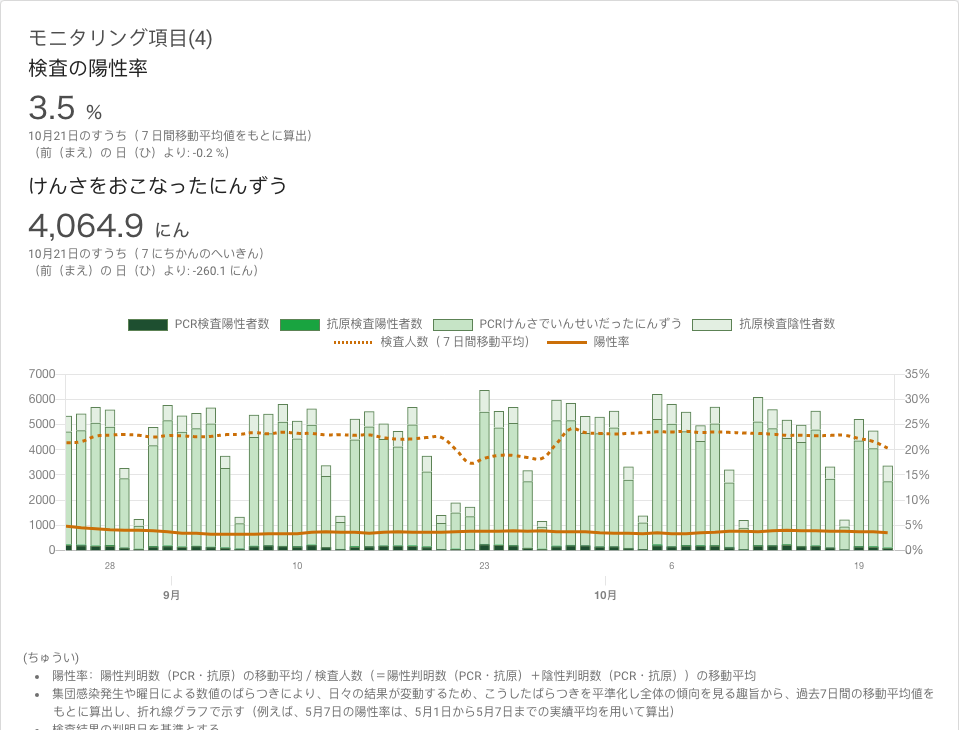 モニタリング項目(4)
検査の陽性率
3.5 %
10月21日のすうち（７日間移動平均値をもとに算出）
（前（まえ）の 日（ひ）より: -0.2 %）
けんさをおこなったにんずう
4,064.9 にん
10月21日のすうち（７にちかんのへいきん）
（前（まえ）の 日（ひ）より: -260.1 にん）
PCR検査陽性者数 抗原検査陽性者数 PCRけんさでいんせいだったにんずう 抗原検査陰性者数
検査人数（７日間移動平均） 陽性率
7000 35%
6000 30%
5000 25%
4000 20%
3000 15%
2000 10%
1000 5%
0 0%
28 10 23 6 19
9月 10月
(ちゅうい)
• 陽性率：陽性判明数（PCR・抗原）の移動平均 / 検査人数（＝陽性判明数（PCR・抗原）＋陰性判明数（PCR・抗原））の移動平均
• 集団感染発生や曜日による数値のばらつきにより、日々の結果が変動するため、こうしたばらつきを平準化し全体の傾向を見る趣旨から、過去7日間の移動平均値を
もとに算出し、折れ線グラフで示す（例えば、5月7日の陽性率は、5月1日から5月7日までの実績平均を用いて算出）
• 検査結果の判明日を基準とする